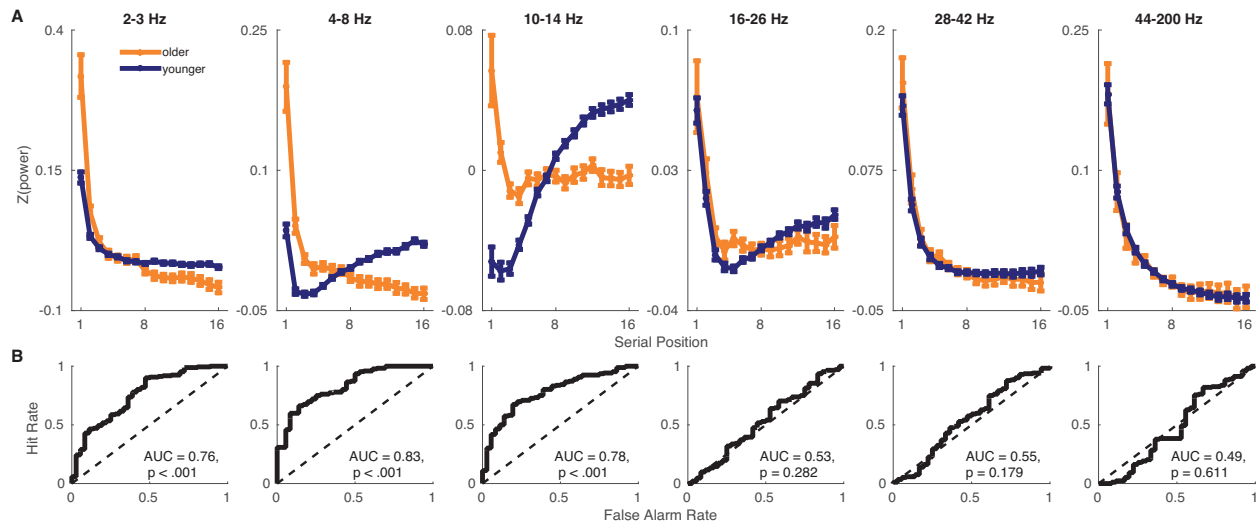 A
2-3 Hz
4-8 Hz
10-14 Hz
16-26 Hz
28-42 Hz
44-200 Hz
older
younger
Z(power)
0.4
0.15
-0.1
1
8
16
0.25
0.1
-0.05
1
8
16
0.08
0
-0.08
1
8
16
0.1
0.03
-0.04
1
8
16
0.2
0.075
-0.05
1
8
16
0.25
0.1
-0.05
1
8
16
Serial Position
B
Hit Rate
1
0.5
0
0
0.5
1
AUC = 0.76,
p < .001
1
0.5
0
0
0.5
1
AUC = 0.83,
p < .001
1
0.5
0
0
0.5
1
AUC = 0.78,
p < .001
1
0.5
0
0
0.5
1
AUC = 0.53,
p = 0.282
1
0.5
0
0
0.5
1
AUC = 0.55,
p = 0.179
1
0.5
0
0
0.5
1
AUC = 0.49,
p = 0.611
False Alarm Rate